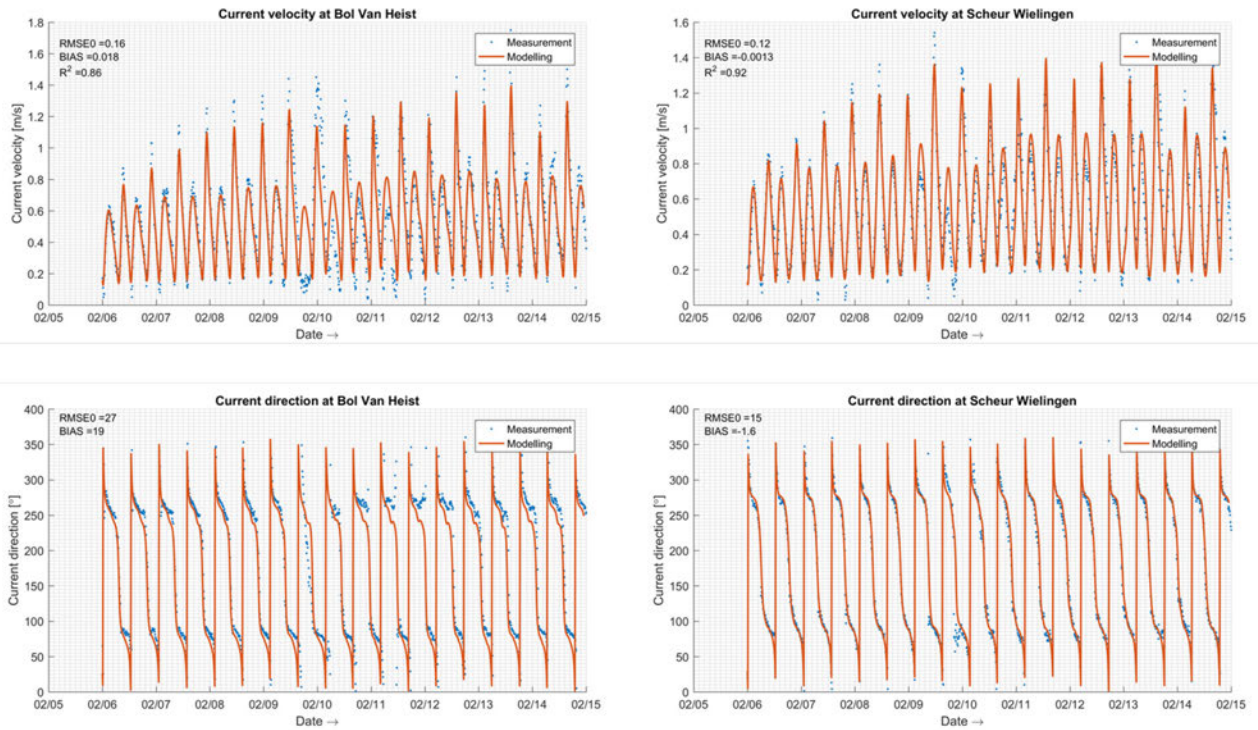 Current velocity at Bol Van Heist
RMSE0 =0.16
BIAS =0.018
R² =0.86
Measurement
Modelling
Current velocity [m/s]
1.8
1.6
1.4
1.2
1
0.8
0.6
0.4
0.2
0
02/05 02/06 02/07 02/08 02/09 02/10 02/11 02/12 02/13 02/14 02/15
Date →
Current velocity at Scheur Wielingen
RMSE0 =0.12
BIAS =-0.0013
R² =0.92
Measurement
Modelling
Current velocity [m/s]
1.6
1.4
1.2
1
0.8
0.6
0.4
0.2
0
02/05 02/06 02/07 02/08 02/09 02/10 02/11 02/12 02/13 02/14 02/15
Date →
Current direction at Bol Van Heist
RMSE0 =27
BIAS =19
Measurement
Modelling
Current direction [°]
400
350
300
250
200
150
100
50
0
02/05 02/06 02/07 02/08 02/09 02/10 02/11 02/12 02/13 02/14 02/15
Date →
Current direction at Scheur Wielingen
RMSE0 =15
BIAS =-1.6
Measurement
Modelling
Current direction [°]
400
350
300
250
200
150
100
50
0
02/05 02/06 02/07 02/08 02/09 02/10 02/11 02/12 02/13 02/14 02/15
Date →